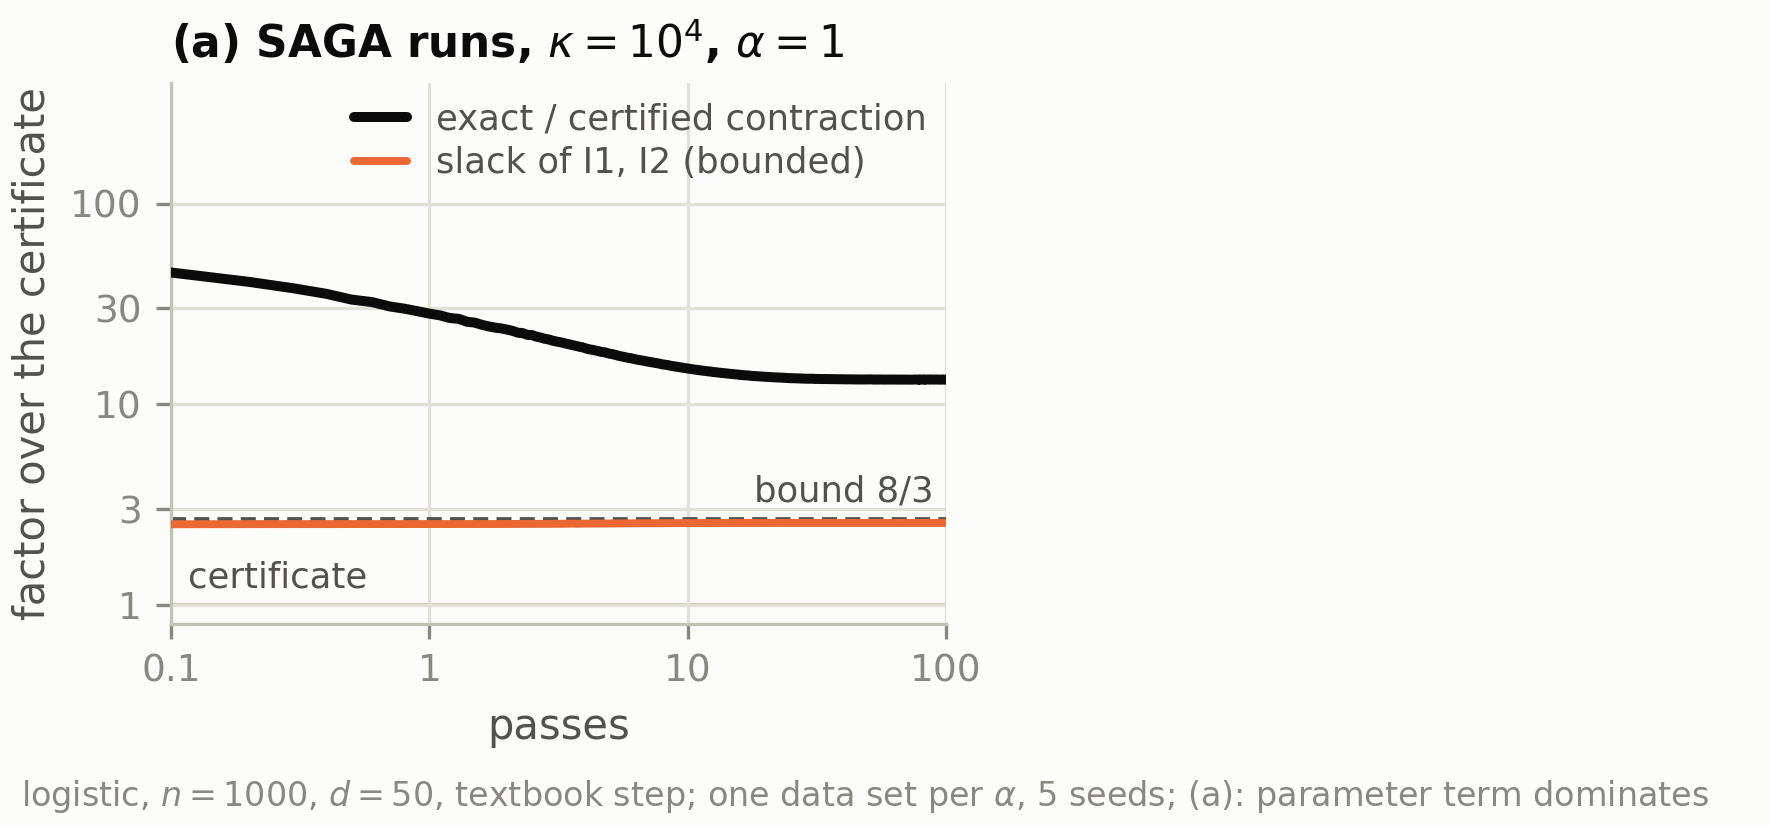 (a) SAGA runs, κ = 10⁴, α = 1
exact / certified contraction
slack of I1, I2 (bounded)
factor over the certificate
100
30
10
3
1
bound 8/3
certificate
0.1 1 10 100
passes
logistic, n = 1000, d = 50, textbook step; one data set per α, 5 seeds; (a): parameter term dominates